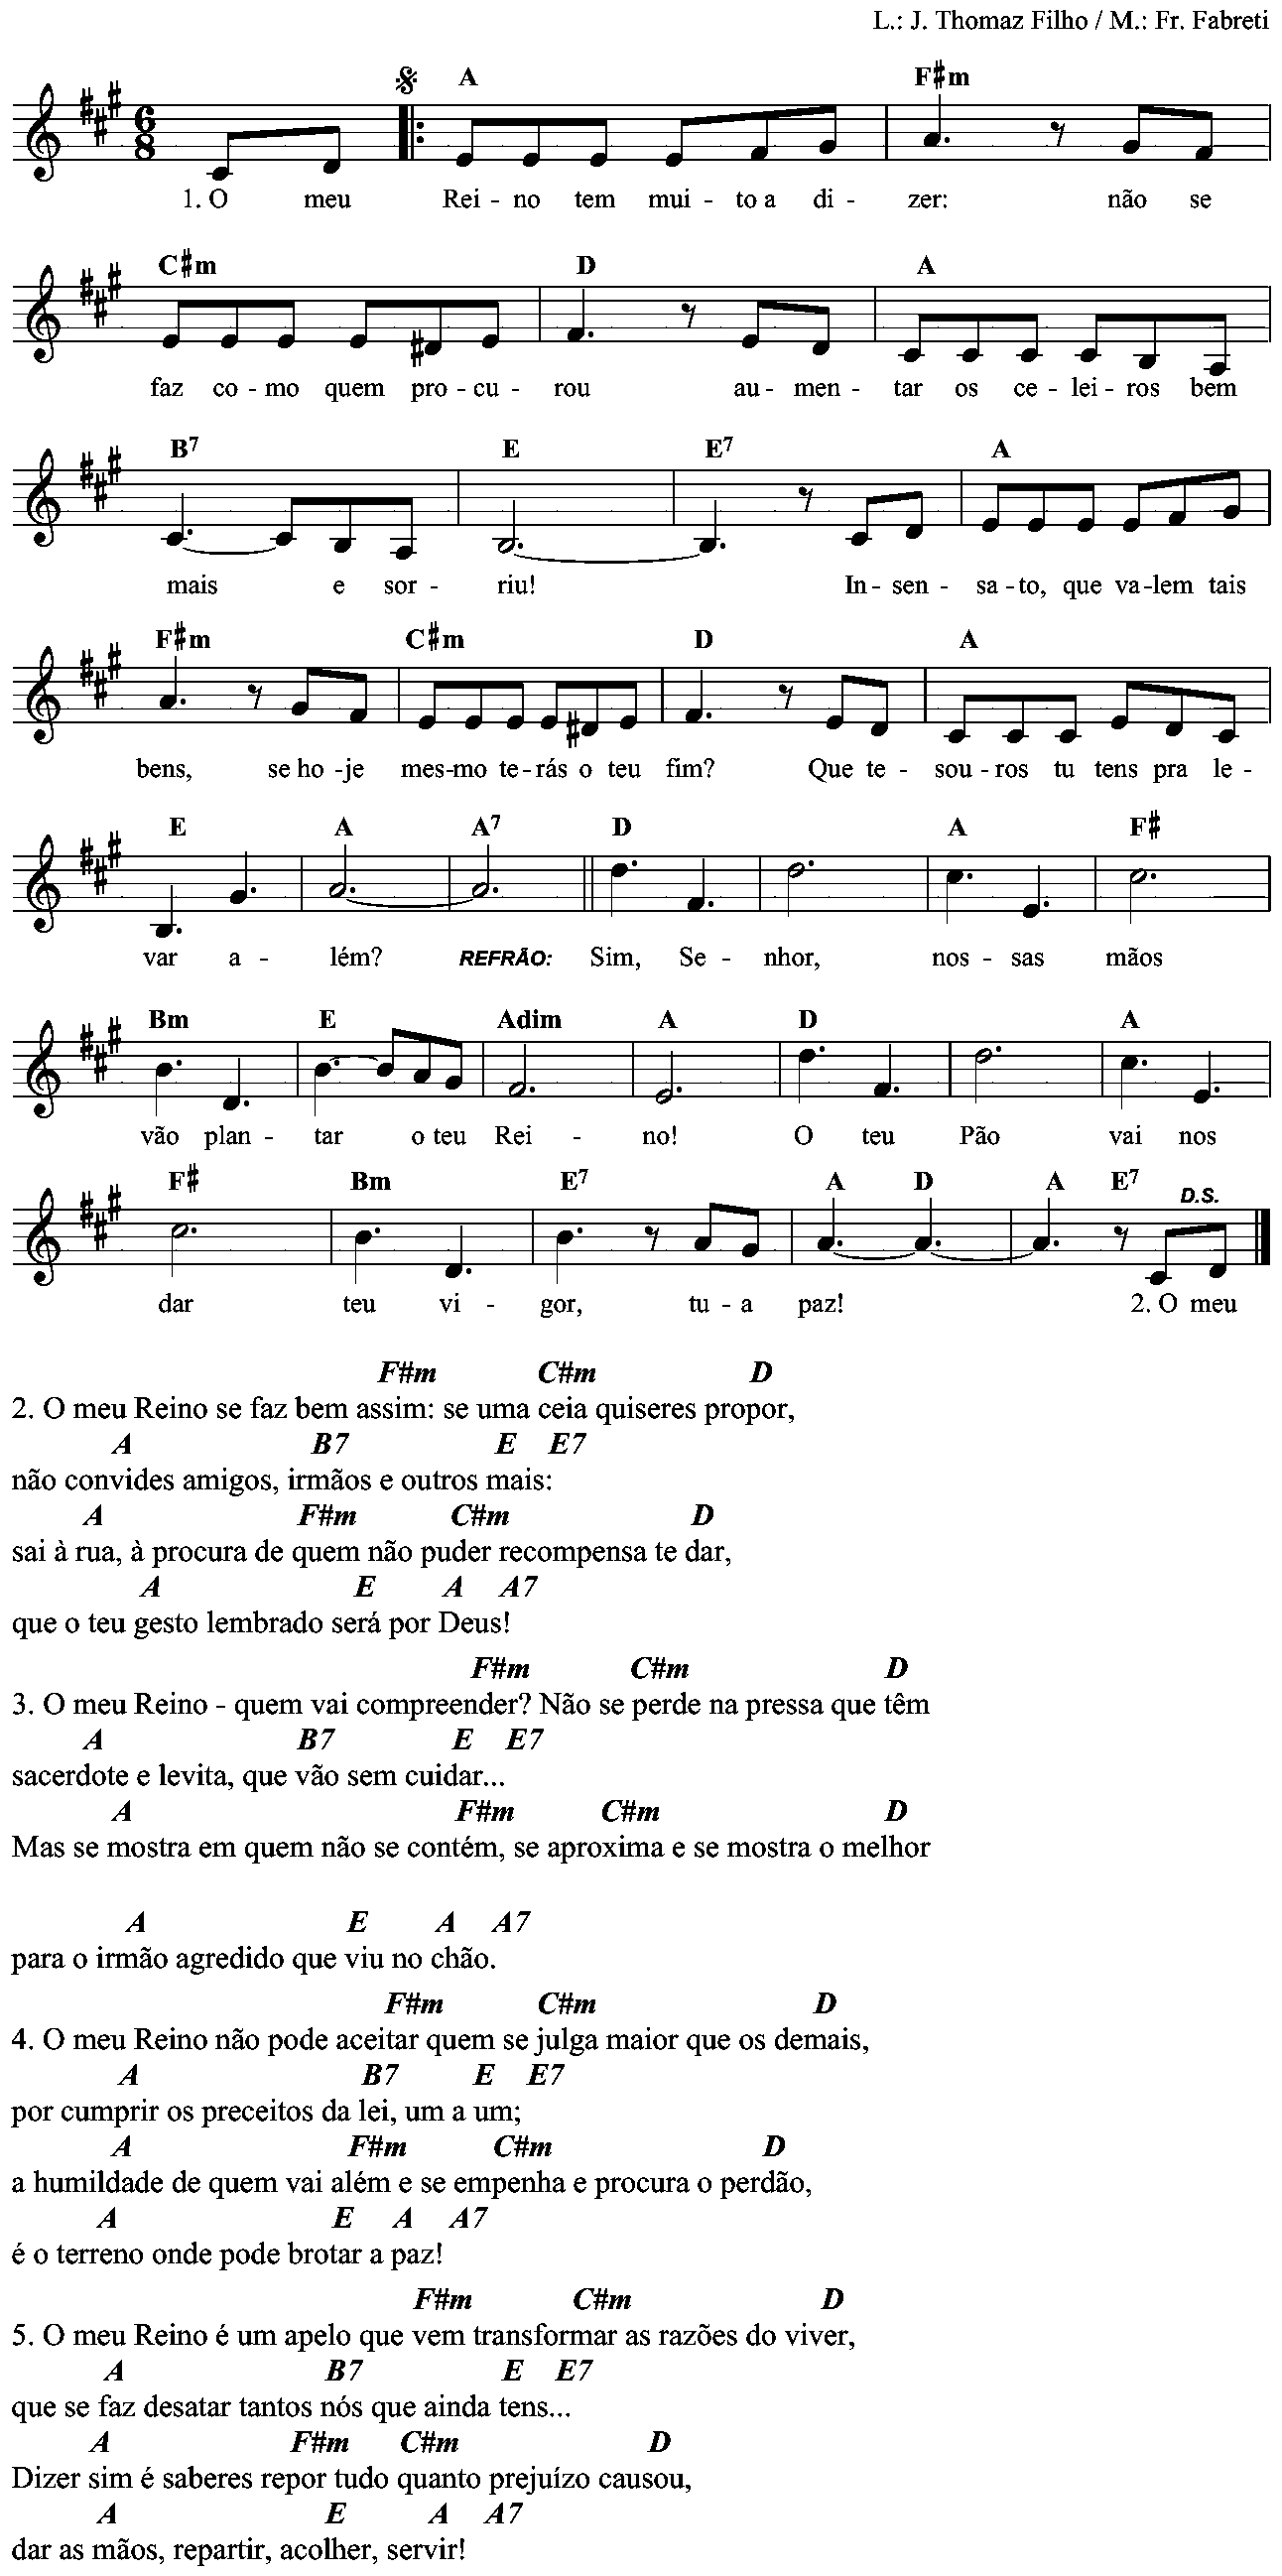 L.: J. Thomaz Filho / M.: Fr. Fabreti
A F#m
1. O meu Rei - no tem mui - to a di - zer: não se
C#m D A
faz co - mo quem pro - cu - rou au - men - tar os ce - lei - ros bem
B7 E E7 A
mais e sor - riu! In - sen - sa - to, que va - lem tais
F#m C#m D A
bens, se ho - je mes - mo te - rás o teu fim? Que te - sou - ros tu tens pra le -
E A A7 D A F#
var a - lém? REFRÃO: Sim, Se - nhor, nos - sas mãos
Bm E Adim A D A
vão plan - tar o teu Rei - no! O teu Pão vai nos
F# Bm E7 A D A E7 D.S.
dar teu vi - gor, tu - a paz! 2. O meu
F#m C#m D
2. O meu Reino se faz bem assim: se uma ceia quiseres propor,
A B7 E E7
não convides amigos, irmãos e outros mais:
A F#m C#m D
sai à rua, à procura de quem não puder recompensa te dar,
A E A A7
que o teu gesto lembrado será por Deus!
F#m C#m D
3. O meu Reino - quem vai compreender? Não se perde na pressa que têm
A B7 E E7
sacerdote e levita, que vão sem cuidar...
A F#m C#m D
Mas se mostra em quem não se contém, se aproxima e se mostra o melhor
A E A A7
para o irmão agredido que viu no chão.
F#m C#m D
4. O meu Reino não pode aceitar quem se julga maior que os demais,
A B7 E E7
por cumprir os preceitos da lei, um a um;
A F#m C#m D
a humildade de quem vai além e se empenha e procura o perdão,
A E A A7
é o terreno onde pode brotar a paz!
F#m C#m D
5. O meu Reino é um apelo que vem transformar as razões do viver,
A B7 E E7
que se faz desatar tantos nós que ainda tens...
A F#m C#m D
Dizer sim é saberes repor tudo quanto prejuízo causou,
A E A A7
dar as mãos, repartir, acolher, servir!